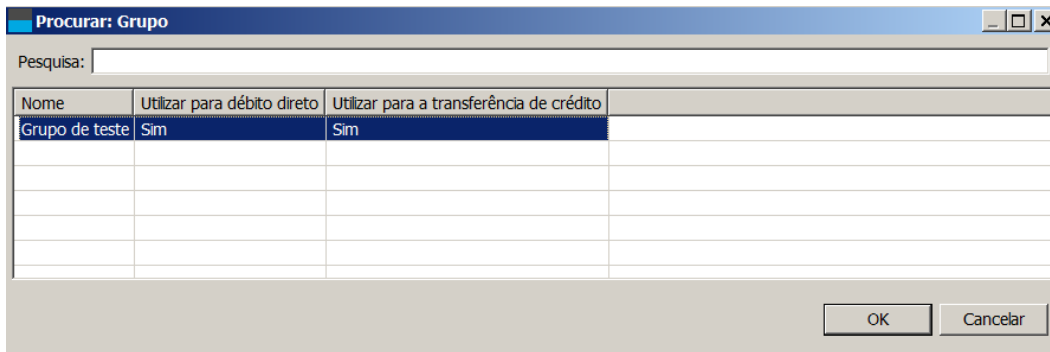 Procurar: Grupo
Pesquisa:
Nome Utilizar para débito direto Utilizar para a transferência de crédito
Grupo de teste Sim Sim
OK Cancelar